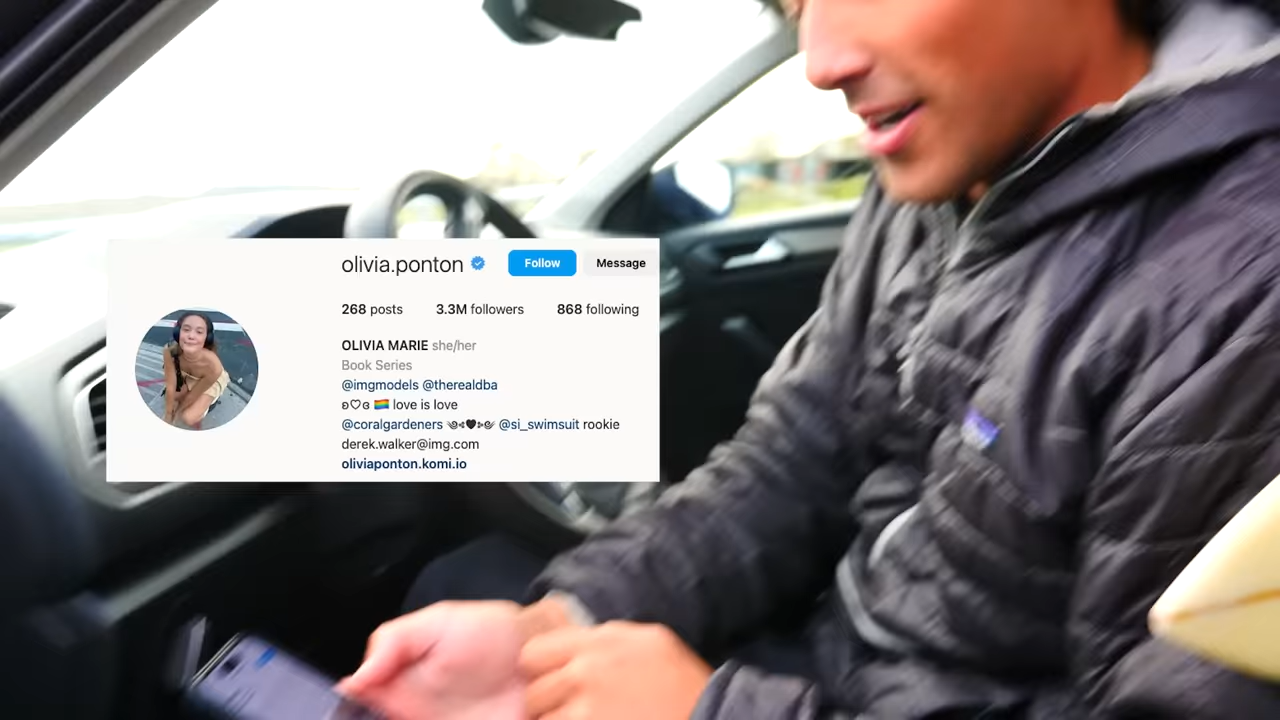 olivia.ponton Follow Message
268 posts 3.3M followers 868 following
OLIVIA MARIE she/her
Book Series
@imgmodels @therealdba
ʚ♡ɞ 🏳️‍🌈 love is love
@coralgardeners ༄༅♥༅༄ @si_swimsuit rookie
derek.walker@img.com
oliviaponton.komi.io